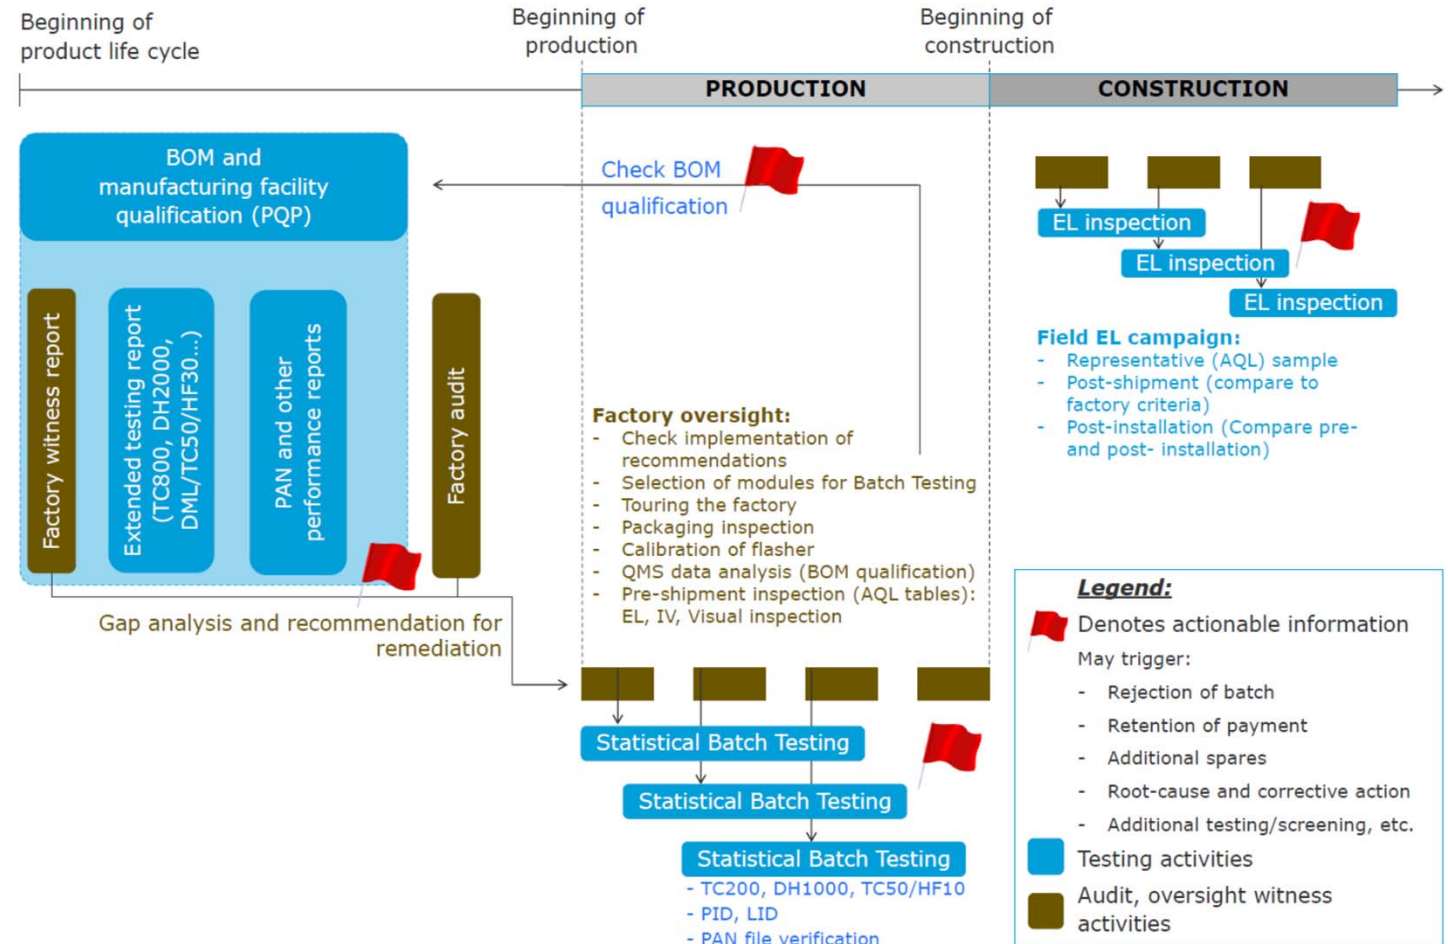 Beginning of
product life cycle
Beginning of
production
Beginning of
construction
PRODUCTION
CONSTRUCTION
BOM and
manufacturing facility
qualification (PQP)
Factory witness report
Extended testing report
(TC800, DH2000,
DML/TC50/HF30...)
PAN and other
performance reports
Factory audit
Gap analysis and recommendation for
remediation
Check BOM
qualification
Factory oversight:
- Check implementation of
recommendations
- Selection of modules for Batch Testing
- Touring the factory
- Packaging inspection
- Calibration of flasher
- QMS data analysis (BOM qualification)
- Pre-shipment inspection (AQL tables):
EL, IV, Visual inspection
Statistical Batch Testing
Statistical Batch Testing
Statistical Batch Testing
- TC200, DH1000, TC50/HF10
- PID, LID
- PAN file verification
EL inspection
EL inspection
EL inspection
Field EL campaign:
- Representative (AQL) sample
- Post-shipment (compare to
factory criteria)
- Post-installation (Compare pre-
and post- installation)
Legend:
Denotes actionable information
May trigger:
- Rejection of batch
- Retention of payment
- Additional spares
- Root-cause and corrective action
- Additional testing/screening, etc.
Testing activities
Audit, oversight witness
activities